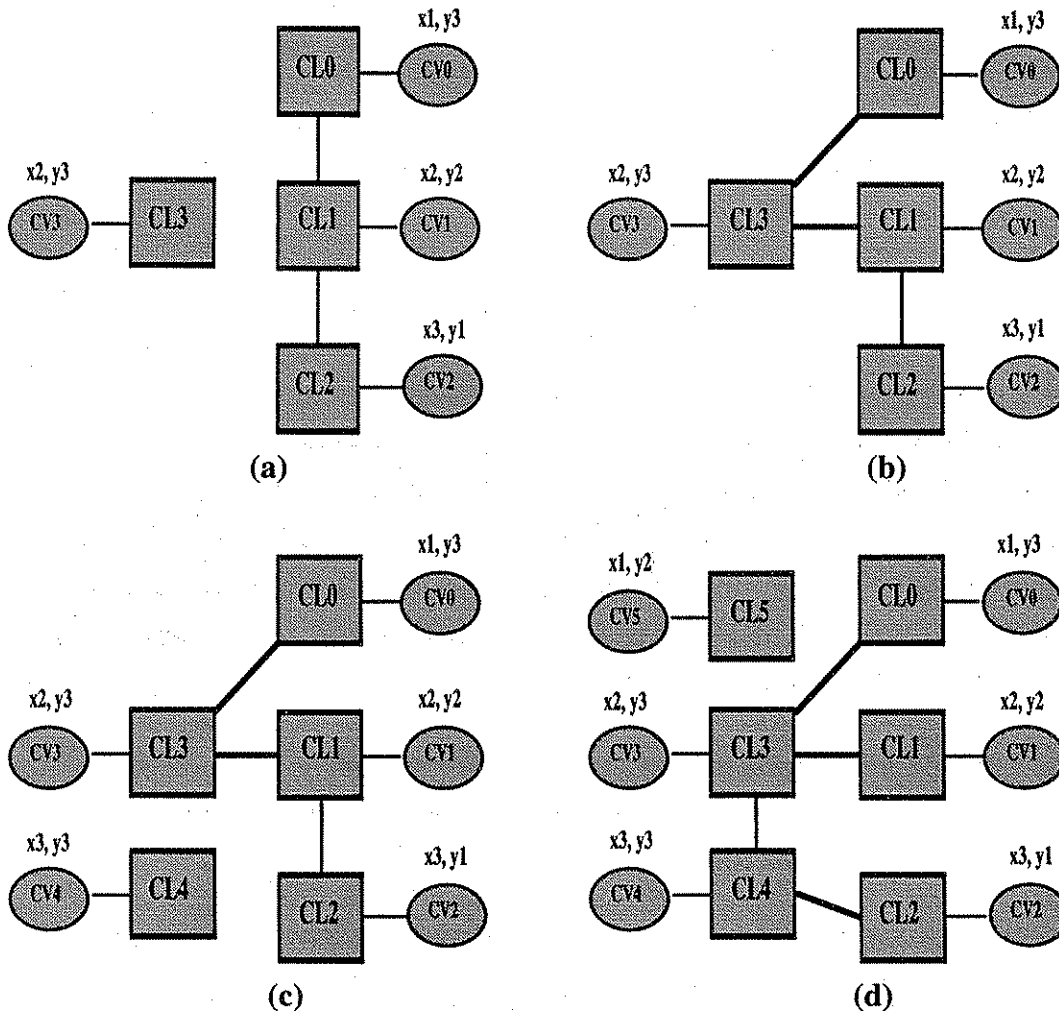 x1, y3
CL0
CV0
x2, y3
x2, y2
CV3
CL3
CL1
CV1
x3, y1
CL2
CV2
(a)
x1, y3
CL0
CV0
x2, y3
x2, y2
CV3
CL3
CL1
CV1
x3, y1
CL2
CV2
(b)
x1, y3
CL0
CV0
x2, y3
x2, y2
CV3
CL3
CL1
CV1
x3, y3
x3, y1
CV4
CL4
CL2
CV2
(c)
x1, y2
x1, y3
CV5
CL5
CL0
CV0
x2, y3
x2, y2
CV3
CL3
CL1
CV1
x3, y3
x3, y1
CV4
CL4
CL2
CV2
(d)